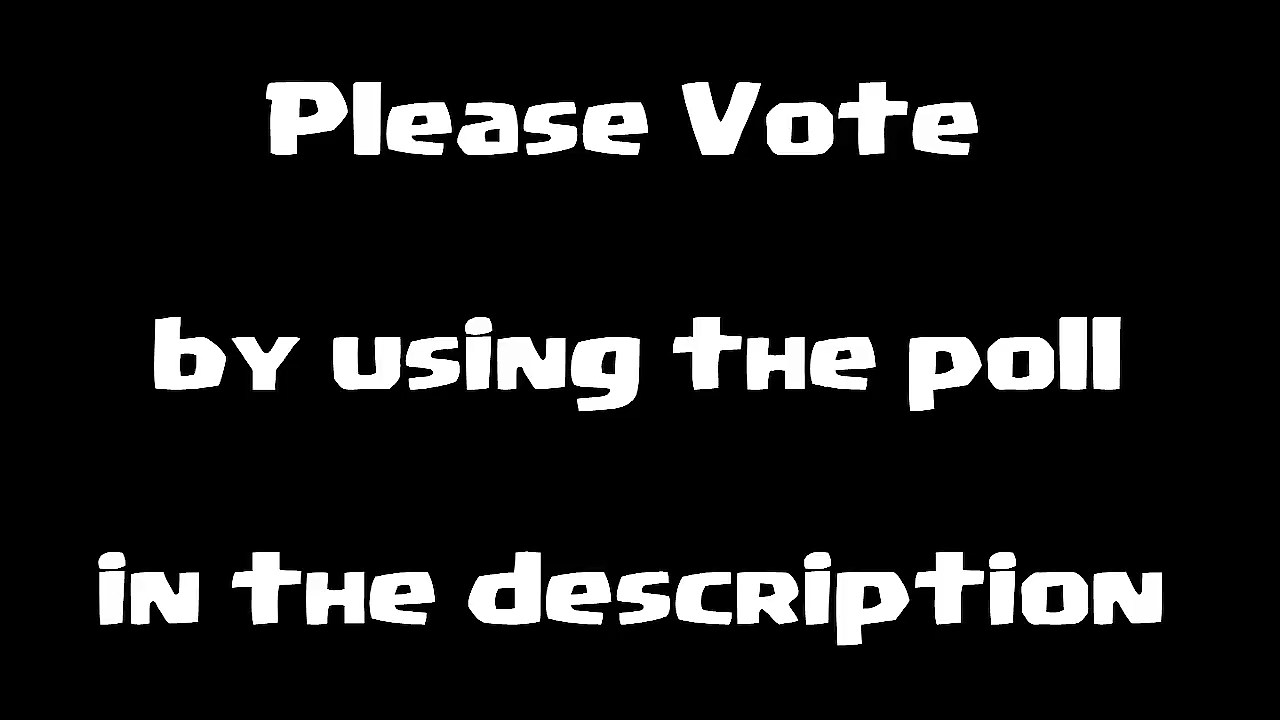 Please Vote
by using the poll
in the description